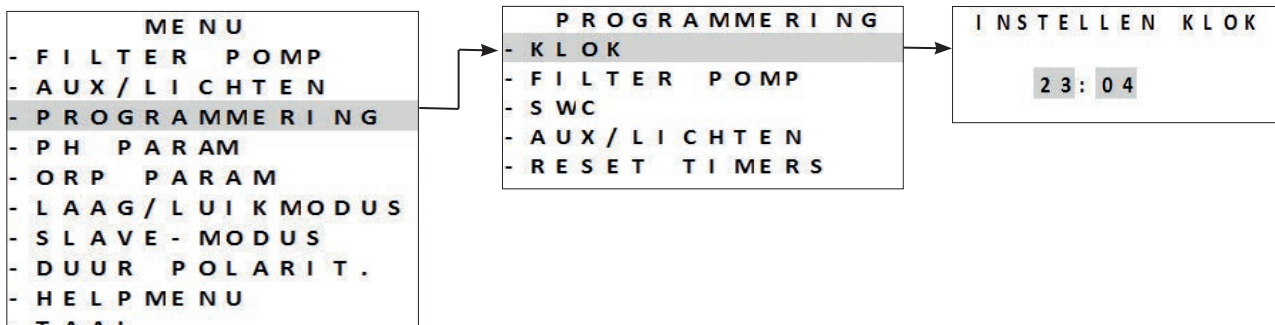 MENU
- FILTER POMP
- AUX/LICHTEN
- PROGRAMMERING
- PH PARAM
- ORP PARAM
- LAAG/LUIKMODUS
- SLAVE-MODUS
- DUUR POLARIT.
- HELPMENU
PROGRAMMERING
- KLOK
- FILTER POMP
- SWC
- AUX/LICHTEN
- RESET TIMERS
INSTELLEN KLOK
23:04